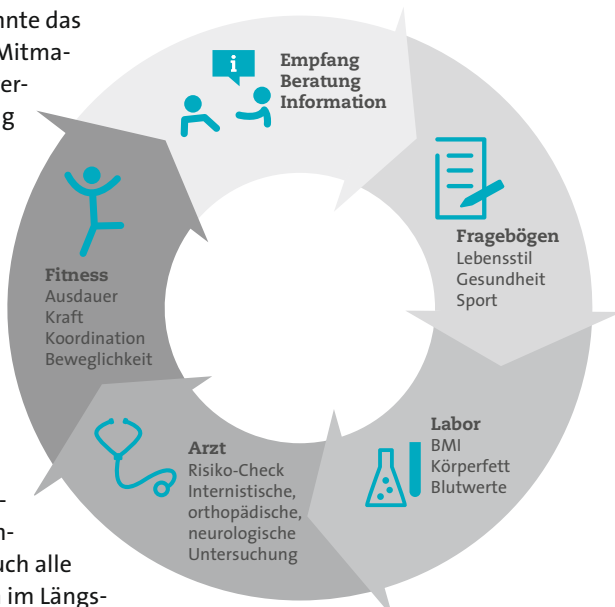 nnte das
Mitma-
er-
g
i
Empfang
Beratung
Information
Fragebögen
Lebensstil
Gesundheit
Sport
Labor
BMI
Körperfett
Blutwerte
Arzt
Risiko-Check
Internistische,
orthopädische,
neurologische
Untersuchung
Fitness
Ausdauer
Kraft
Koordination
Beweglichkeit
-
n-
uch alle
im Längs-